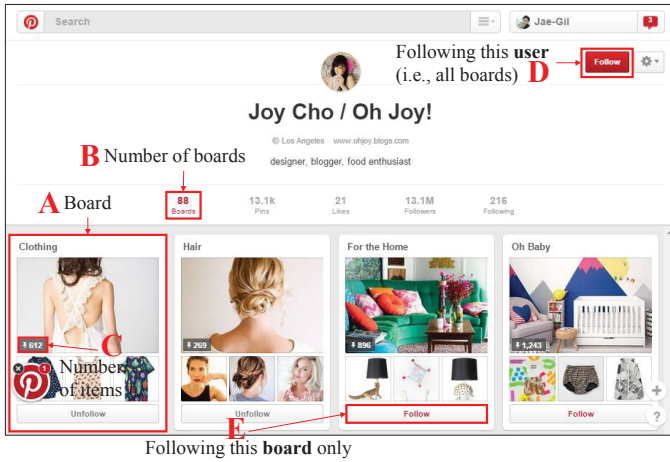 Search
Jae-Gil
3
Following this user
(i.e., all boards)
D
Follow
Joy Cho / Oh Joy!
© Los Angeles · www.ohjoy.blogs.com
designer, blogger, food enthusiast
B Number of boards
A Board
88 13.1k 21 13.1M 216
Boards Pins Likes Followers Following
Clothing Hair For the Home Oh Baby
612 269 896 1,243
C
1
Number
of items
Unfollow Unfollow Follow Follow
+
?
E
Following this board only